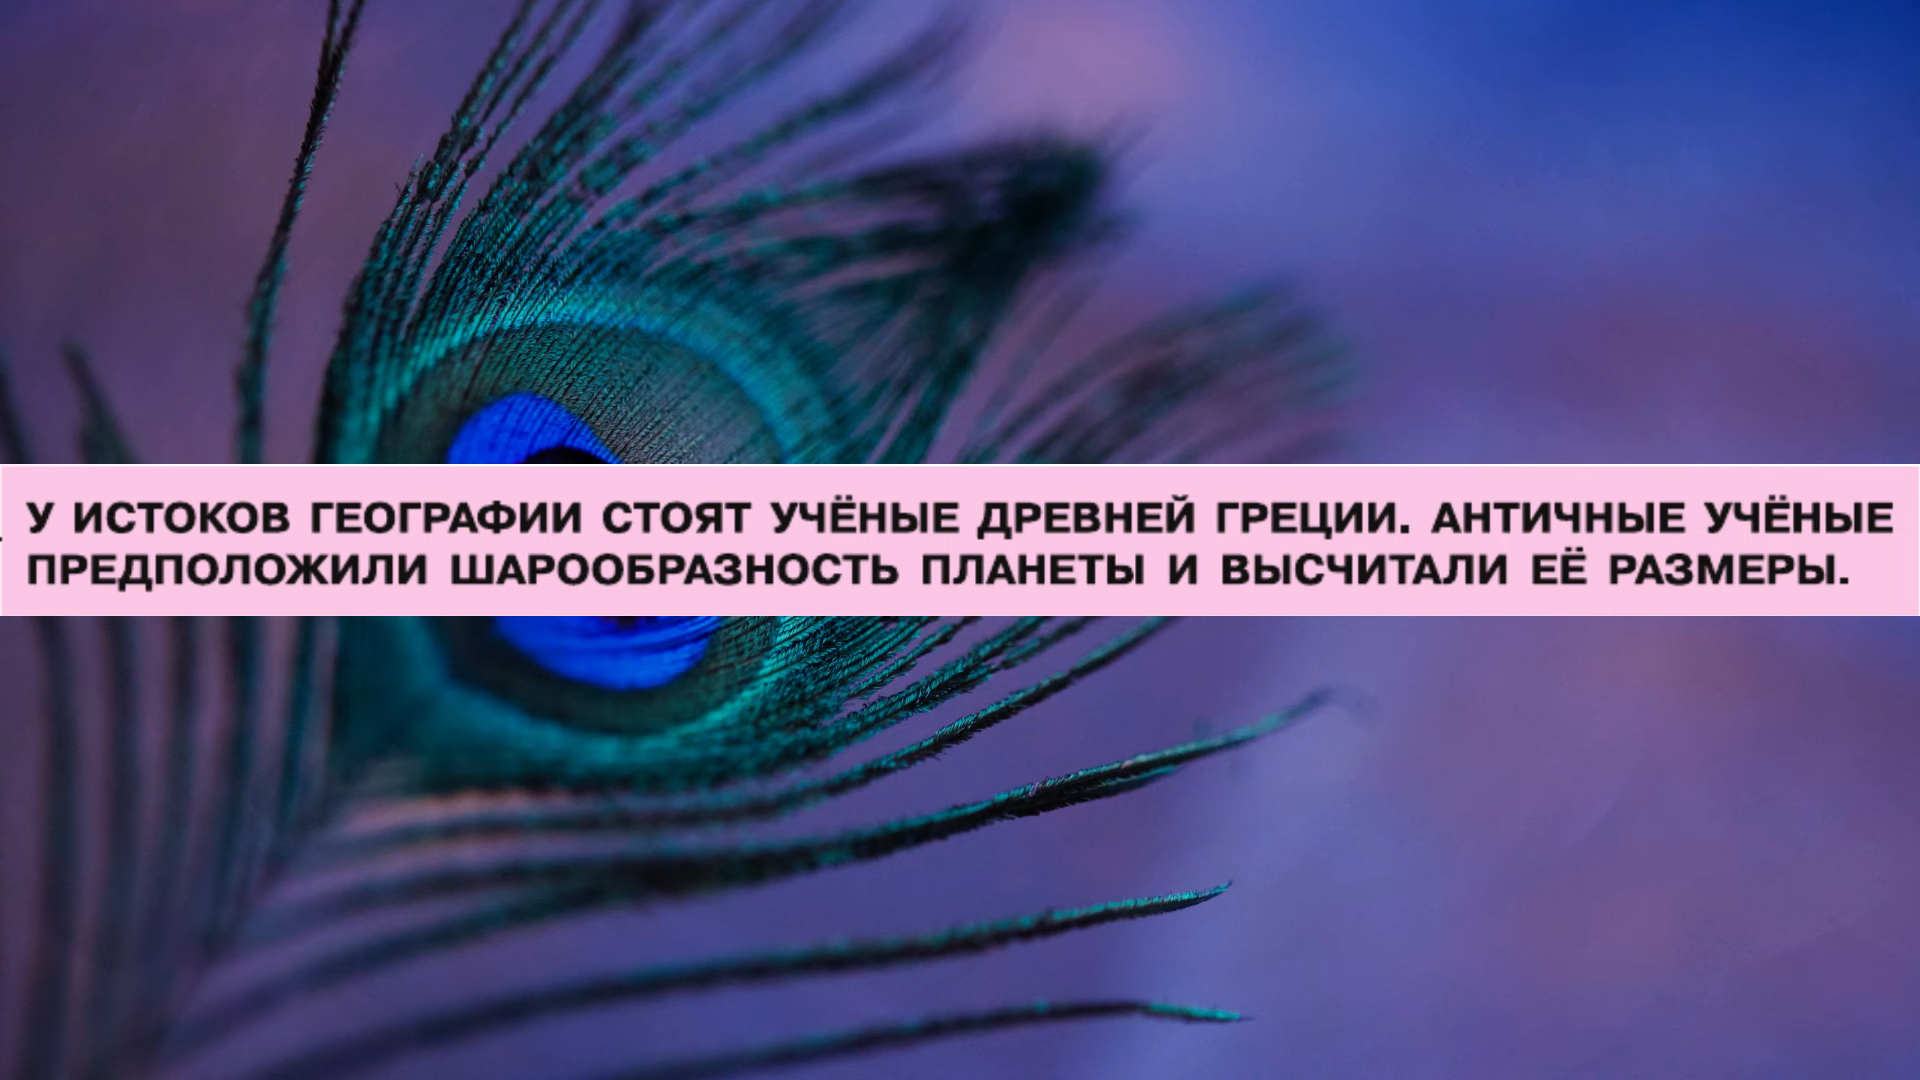 У ИСТОКОВ ГЕОГРАФИИ СТОЯТ УЧЁНЫЕ ДРЕВНЕЙ ГРЕЦИИ. АНТИЧНЫЕ УЧЁНЫЕ
ПРЕДПОЛОЖИЛИ ШАРООБРАЗНОСТЬ ПЛАНЕТЫ И ВЫСЧИТАЛИ ЕЁ РАЗМЕРЫ.